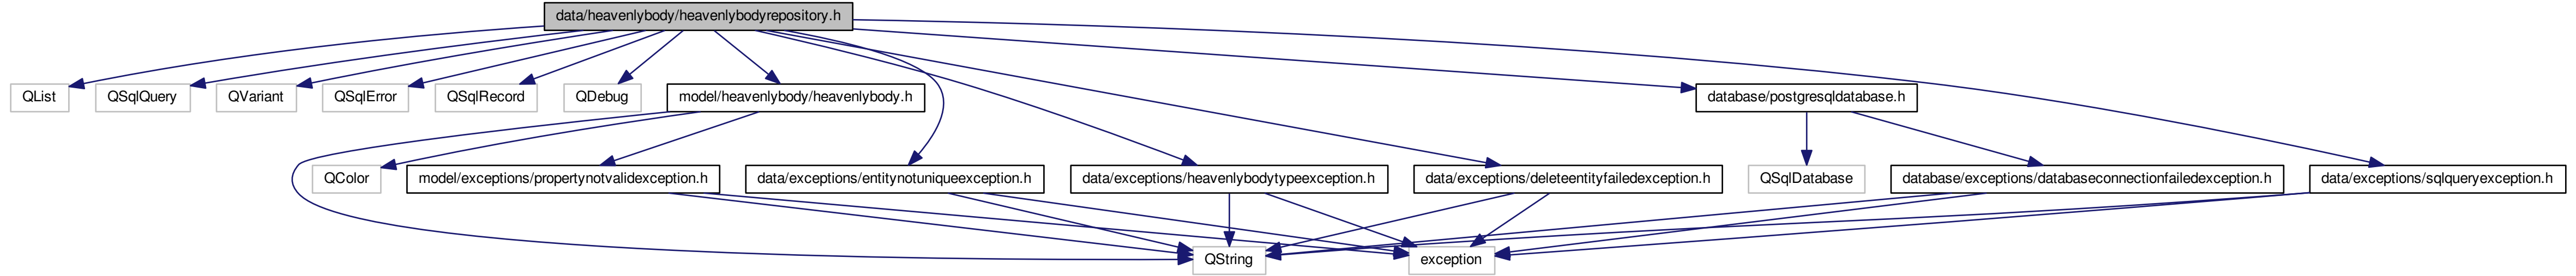 data/heavenlybody/heavenlybodyrepository.h
QList
QSqlQuery
QVariant
QSqlError
QSqlRecord
QDebug
model/heavenlybody/heavenlybody.h
database/postgresqldatabase.h
QColor
model/exceptions/propertynotvalidexception.h
data/exceptions/entitynotuniqueexception.h
data/exceptions/heavenlybodytypeexception.h
data/exceptions/deleteentityfailedexception.h
QSqlDatabase
database/exceptions/databaseconnectionfailedexception.h
data/exceptions/sqlqueryexception.h
QString
exception